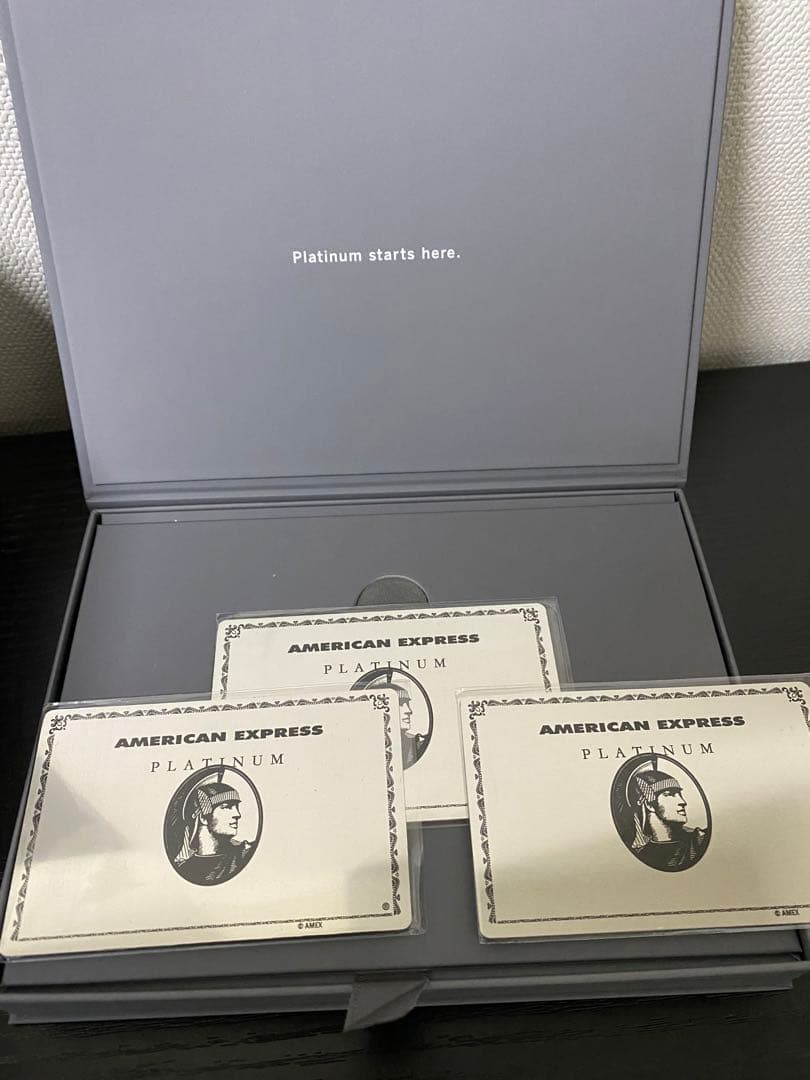 Platinum starts here.
AMERICAN EXPRESS
PLATINUM
AMERICAN EXPRESS
PLATINUM
© AMEX
AMERICAN EXPRESS
PLATINUM
© AMEX